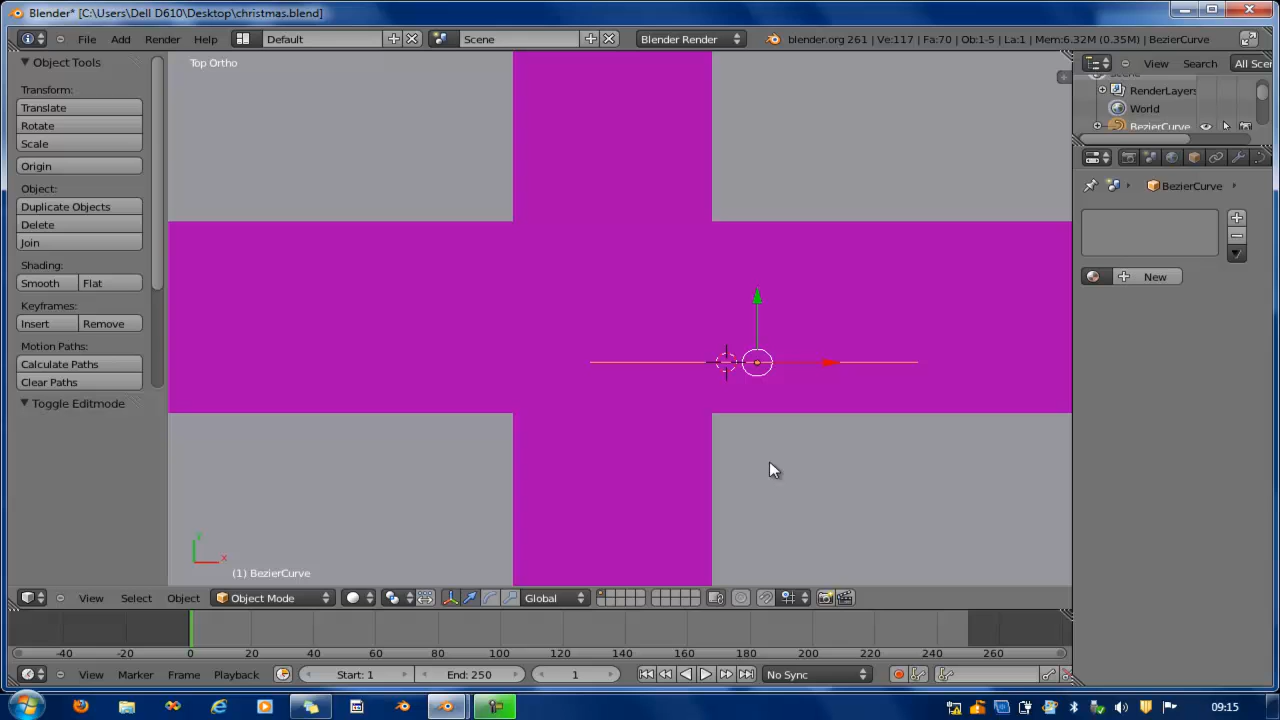 Blender* [C:\Users\Dell D610\Desktop\christmas.blend]
File Add Render Help Default Scene Blender Render blender.org 261 | Ve:117 | Fa:70 | Ob:1-5 | La:1 | Mem:6.32M (0.35M) | BezierCurve
Object Tools
Transform:
Translate
Rotate
Scale
Origin
Object:
Duplicate Objects
Delete
Join
Shading:
Smooth Flat
Keyframes:
Insert Remove
Motion Paths:
Calculate Paths
Clear Paths
Toggle Editmode
Top Ortho
y
x
(1) BezierCurve
View Search All Scen
Scene
RenderLayers
World
BezierCurve
BezierCurve
New
View Select Object Object Mode Global
-40 -20 0 20 40 60 80 100 120 140 160 180 200 220 240 260
View Marker Frame Playback Start: 1 End: 250 1 No Sync
09:15